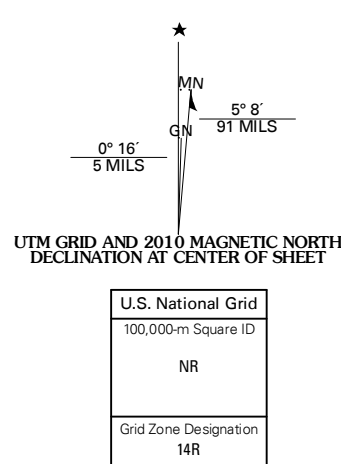 MN
5° 8´
91 MILS
GN
0° 16´
5 MILS
UTM GRID AND 2010 MAGNETIC NORTH
DECLINATION AT CENTER OF SHEET
U.S. National Grid
100,000-m Square ID
NR
Grid Zone Designation
14R